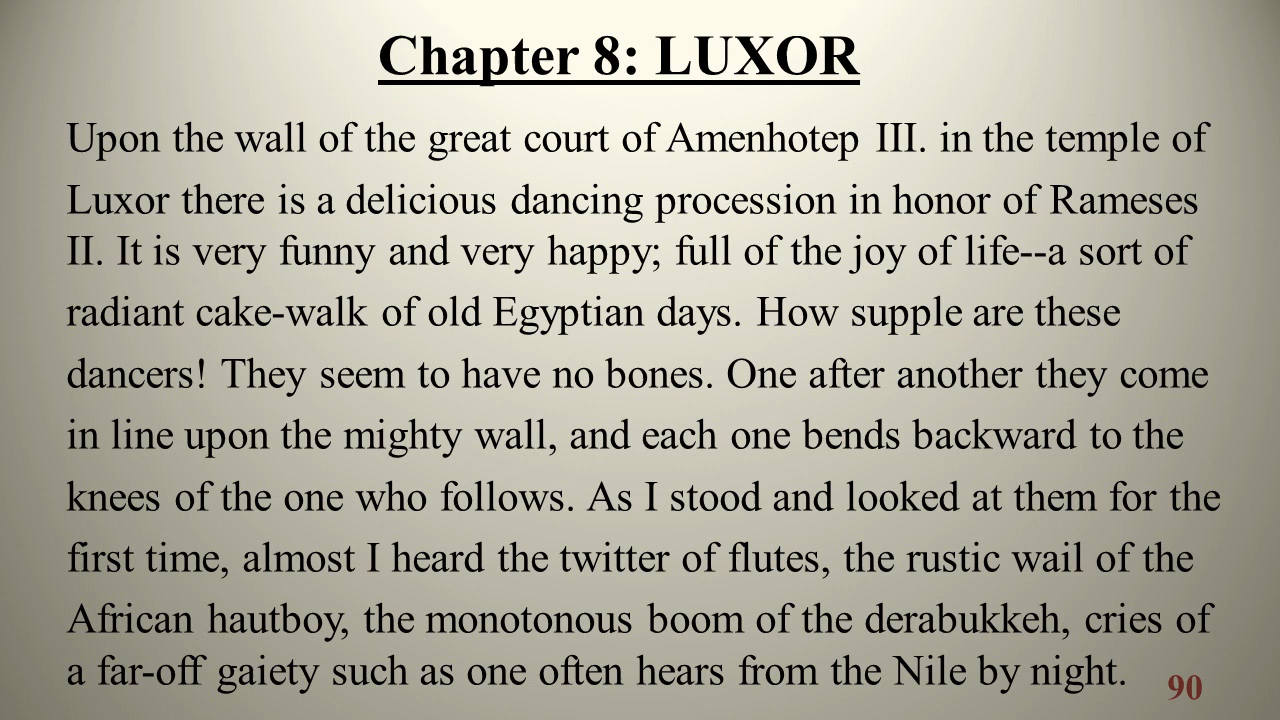 Chapter 8: LUXOR
Upon the wall of the great court of Amenhotep III. in the temple of
Luxor there is a delicious dancing procession in honor of Rameses
II. It is very funny and very happy; full of the joy of life--a sort of
radiant cake-walk of old Egyptian days. How supple are these
dancers! They seem to have no bones. One after another they come
in line upon the mighty wall, and each one bends backward to the
knees of the one who follows. As I stood and looked at them for the
first time, almost I heard the twitter of flutes, the rustic wail of the
African hautboy, the monotonous boom of the derabukkeh, cries of
a far-off gaiety such as one often hears from the Nile by night.
90